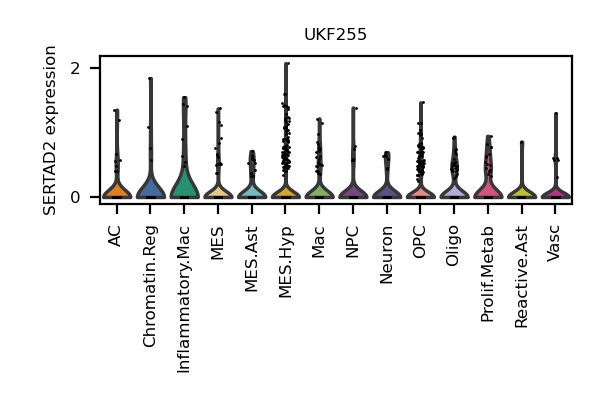 UKF255
SERTAD2 expression
2
0
AC
Chromatin.Reg
Inflammatory.Mac
MES
MES.Ast
MES.Hyp
Mac
NPC
Neuron
OPC
Oligo
Prolif.Metab
Reactive.Ast
Vasc